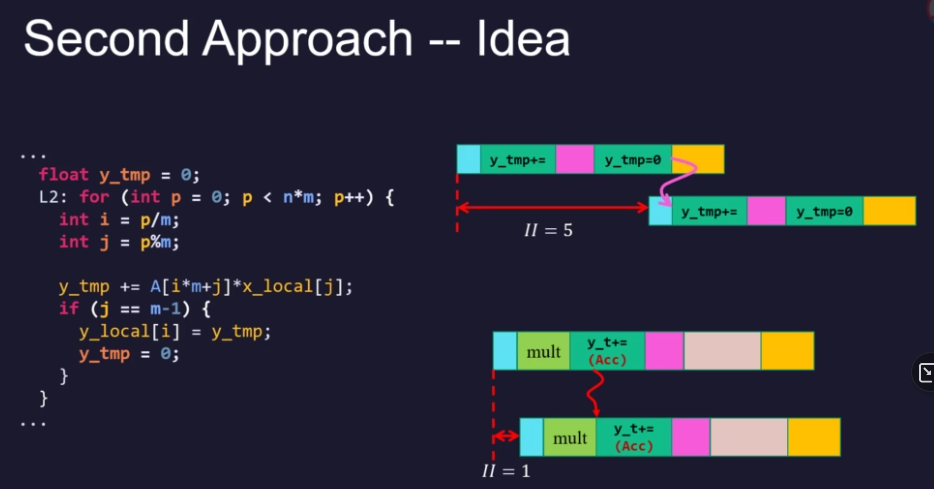 Second Approach -- Idea
...
float y_tmp = 0;
L2: for (int p = 0; p < n*m; p++) {
int i = p/m;
int j = p%m;
y_tmp += A[i*m+j]*x_local[j];
if (j == m-1) {
y_local[i] = y_tmp;
y_tmp = 0;
}
}
...
y_tmp+=
y_tmp=0
y_tmp+=
y_tmp=0
II = 5
mult
y_t+=
(Acc)
mult
y_t+=
(Acc)
II = 1